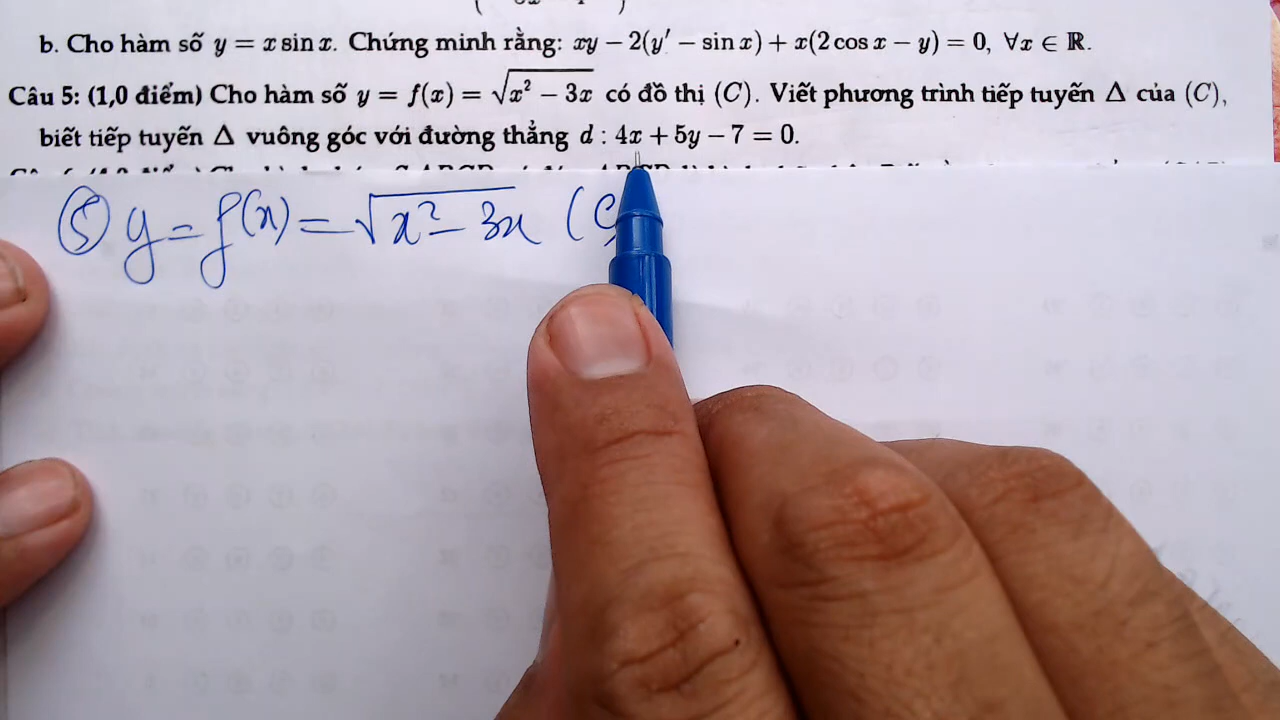 b. Cho hàm số y = x sin x. Chứng minh rằng: xy − 2(y′ − sin x) + x(2 cos x − y) = 0, ∀x ∈ ℝ.
Câu 5: (1,0 điểm) Cho hàm số y = f(x) = √(x² − 3x) có đồ thị (C). Viết phương trình tiếp tuyến Δ của (C),
biết tiếp tuyến Δ vuông góc với đường thẳng d : 4x + 5y − 7 = 0.
⑤ y = f(x) = √(x² − 3x) (C